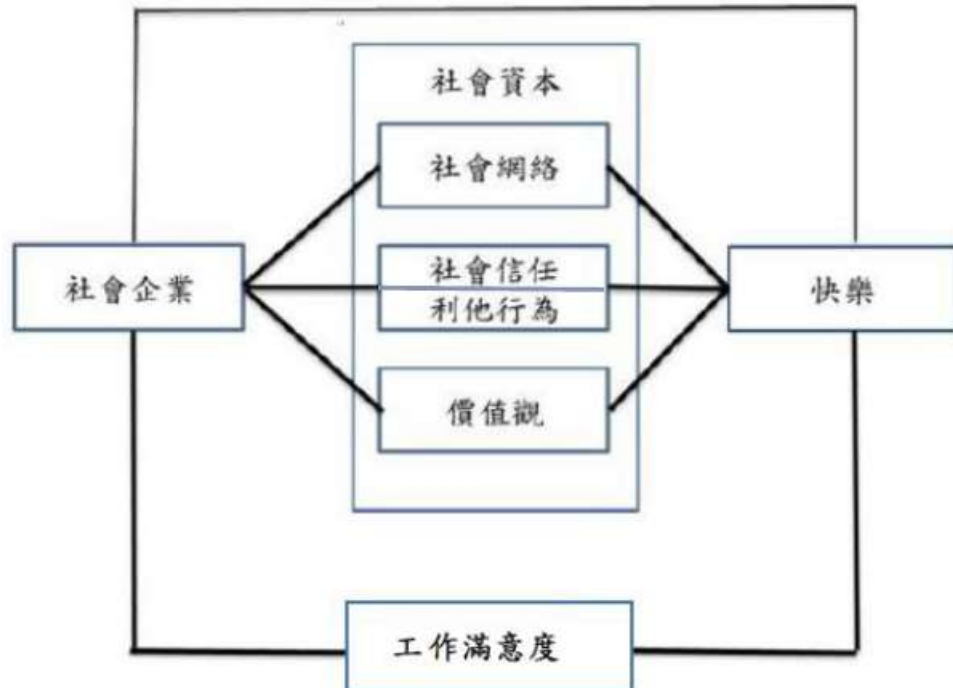 社會資本
社會網絡
社會企業
社會信任
利他行為
快樂
價值觀
工作滿意度